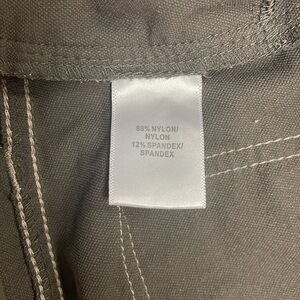 88% NYLON/
NYLON
12% SPANDEX/
SPANDEX